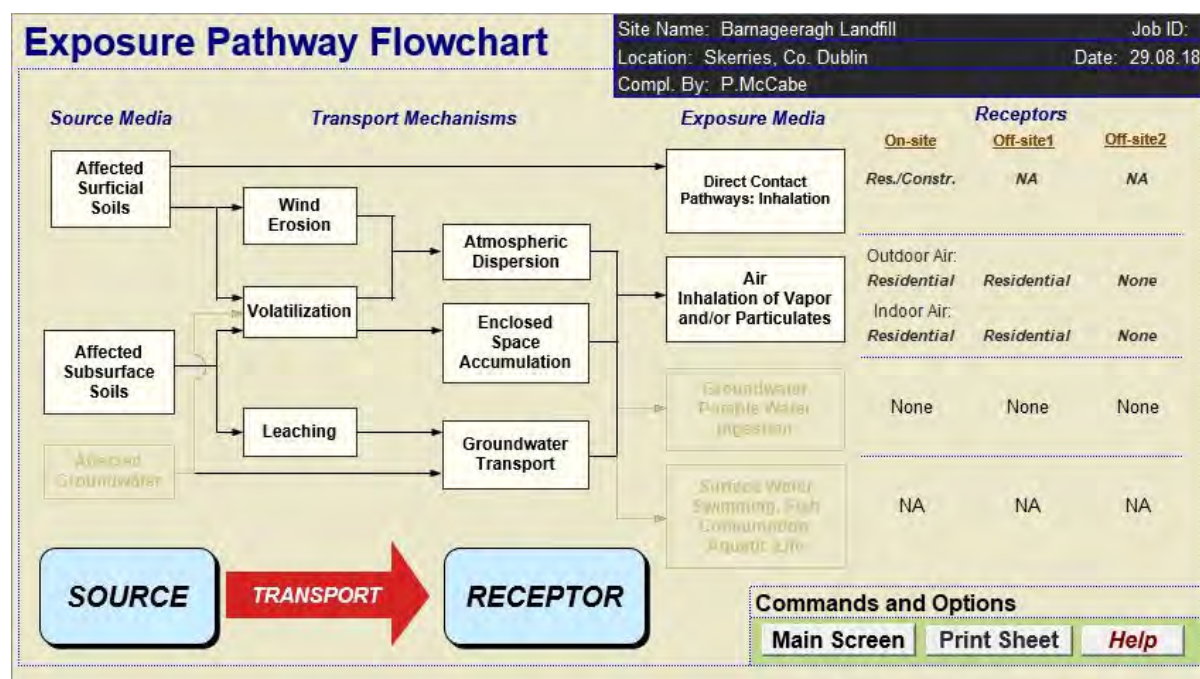 Exposure Pathway Flowchart
Site Name: Barnageeragh Landfill
Job ID:
Location: Skerries, Co. Dublin
Date: 29.08.18
Compl. By: P.McCabe
Source Media
Transport Mechanisms
Exposure Media
Receptors
On-site
Off-site1
Off-site2
Affected
Surficial
Soils
Wind
Erosion
Direct Contact
Pathways: Inhalation
Res./Constr.
NA
NA
Atmospheric
Dispersion
Volatilization
Air
Inhalation of Vapor
and/or Particulates
Outdoor Air:
Residential
Residential
None
Indoor Air:
Residential
Residential
None
Enclosed
Space
Accumulation
Affected
Subsurface
Soils
Groundwater
Potable Water
Ingestion
None
None
None
Leaching
Groundwater
Transport
Affected
Groundwater
Surface Water
Swimming, Fish
Consumption
Aquatic Life
NA
NA
NA
SOURCE
TRANSPORT
RECEPTOR
Commands and Options
Main Screen
Print Sheet
Help